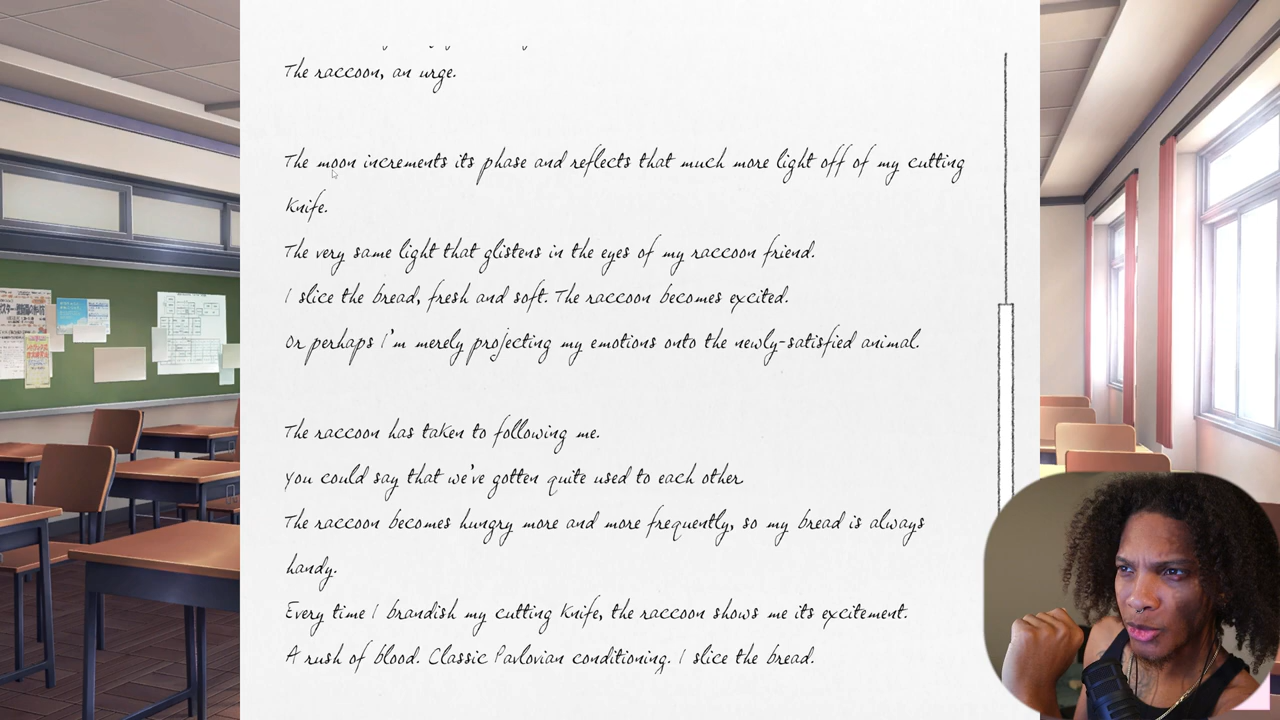 The raccoon, an urge.
The moon increments its phase and reflects that much more light off of my cutting
knife.
The very same light that glistens in the eyes of my raccoon friend.
I slice the bread, fresh and soft. The raccoon becomes excited.
Or perhaps I'm merely projecting my emotions onto the newly-satisfied animal.
The raccoon has taken to following me.
You could say that we've gotten quite used to each other.
The raccoon becomes hungry more and more frequently, so my bread is always
handy.
Every time I brandish my cutting knife, the raccoon shows me its excitement.
A rush of blood. Classic Pavlovian conditioning. I slice the bread.